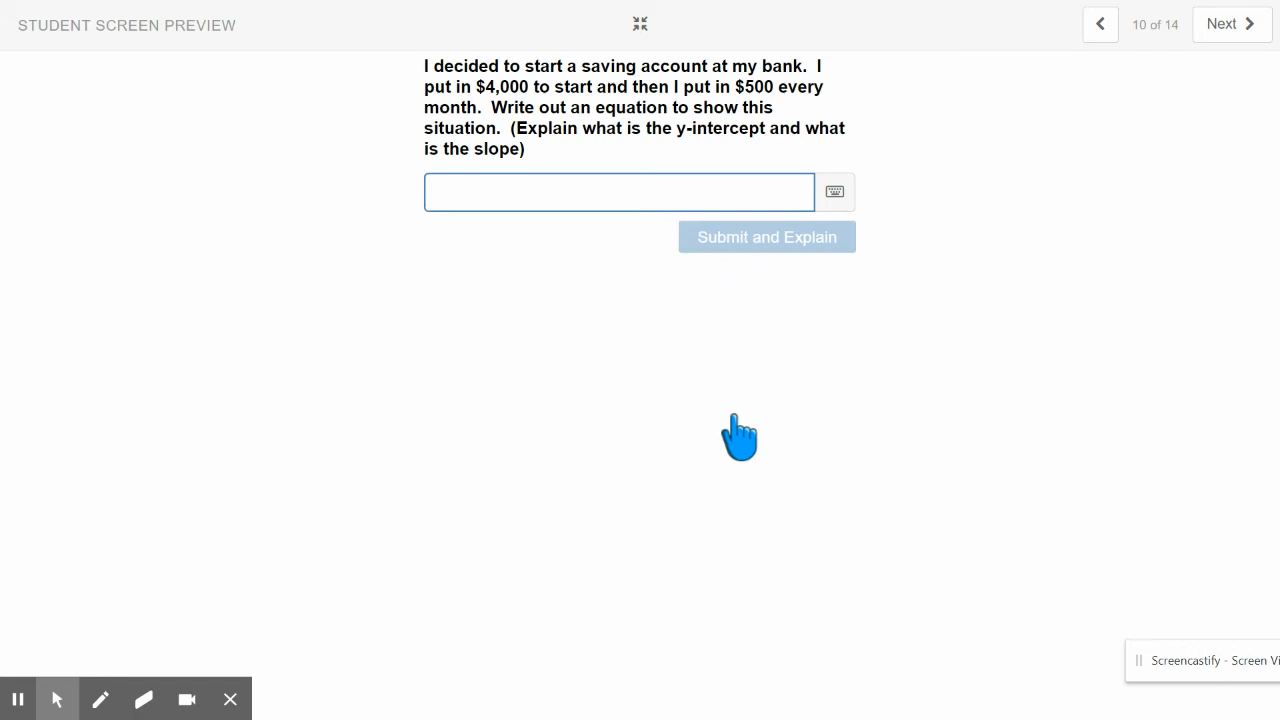 STUDENT SCREEN PREVIEW
10 of 14
Next
I decided to start a saving account at my bank.  I
put in $4,000 to start and then I put in $500 every
month.  Write out an equation to show this
situation.  (Explain what is the y-intercept and what
is the slope)
Submit and Explain
Screencastify - Screen Vi